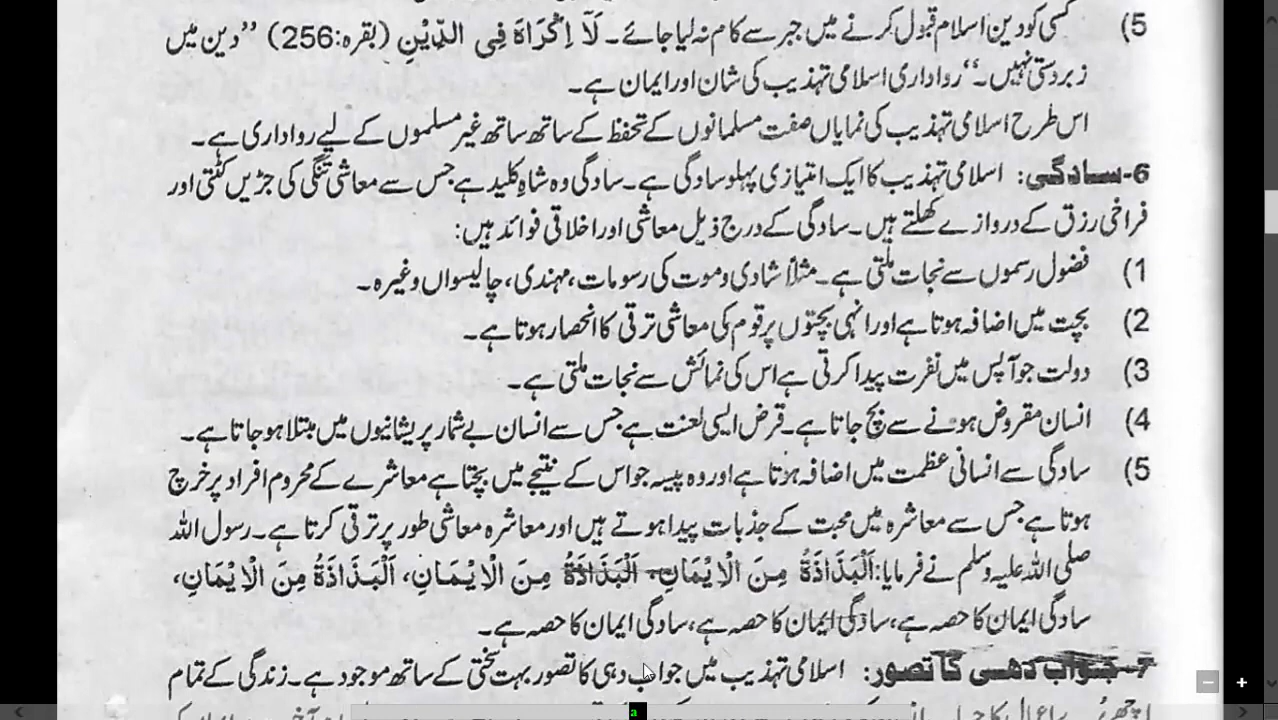 5) کسی کو دین اسلام قبول کرنے میں جبر سے کام نہ لیا جائے۔ لَآ اِکْرَاہَ فِی الدِّیْنِ (بقرہ:256) ’’دین میں
زبردستی نہیں۔‘‘ رواداری اسلامی تہذیب کی شان اور ایمان ہے۔
اس طرح اسلامی تہذیب کی نمایاں صفت مسلمانوں کے تحفظ کے ساتھ ساتھ غیر مسلموں کے لیے رواداری ہے۔
6-سادگی: اسلامی تہذیب کا ایک امتیازی پہلو سادگی ہے۔ سادگی وہ شاہِ کلید ہے جس سے معاشی تنگی کی جڑیں کٹتی اور
فراخی رزق کے دروازے کھلتے ہیں۔ سادگی کے درج ذیل معاشی اور اخلاقی فوائد ہیں:
1) فضول رسموں سے نجات ملتی ہے۔ مثلاً شادی و موت کی رسومات، مہندی، چالیسواں وغیرہ۔
2) بچت میں اضافہ ہوتا ہے اور انہی بچتوں پر قوم کی معاشی ترقی کا انحصار ہوتا ہے۔
3) دولت جو آپس میں نفرت پیدا کرتی ہے اس کی نمائش سے نجات ملتی ہے۔
4) انسان مقروض ہونے سے بچ جاتا ہے۔ قرض ایسی لعنت ہے جس سے انسان بے شمار پریشانیوں میں مبتلا ہو جاتا ہے۔
5) سادگی سے انسانی عظمت میں اضافہ ہوتا ہے اور وہ پیسہ جو اس کے نتیجے میں بچتا ہے معاشرے کے محروم افراد پر خرچ
ہوتا ہے جس سے معاشرہ میں محبت کے جذبات پیدا ہوتے ہیں اور معاشرہ معاشی طور پر ترقی کرتا ہے۔ رسول اللہ
صلی اللہ علیہ وسلم نے فرمایا: اَلْبَذَاذَۃُ مِنَ الْاِیْمَانِ، اَلْبَذَاذَۃُ مِنَ الْاِیْمَانِ، اَلْبَذَاذَۃُ مِنَ الْاِیْمَانِ،
سادگی ایمان کا حصہ ہے، سادگی ایمان کا حصہ ہے، سادگی ایمان کا حصہ ہے۔
7-جواب دھی کا تصور: اسلامی تہذیب میں جواب دہی کا تصور بہت سختی کے ساتھ موجود ہے۔ زندگی کے تمام